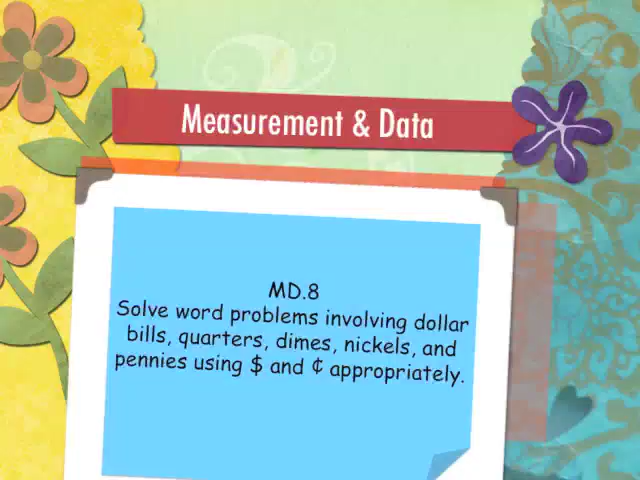 Measurement & Data
MD.8
Solve word problems involving dollar
bills, quarters, dimes, nickels, and
pennies using $ and ¢ appropriately.